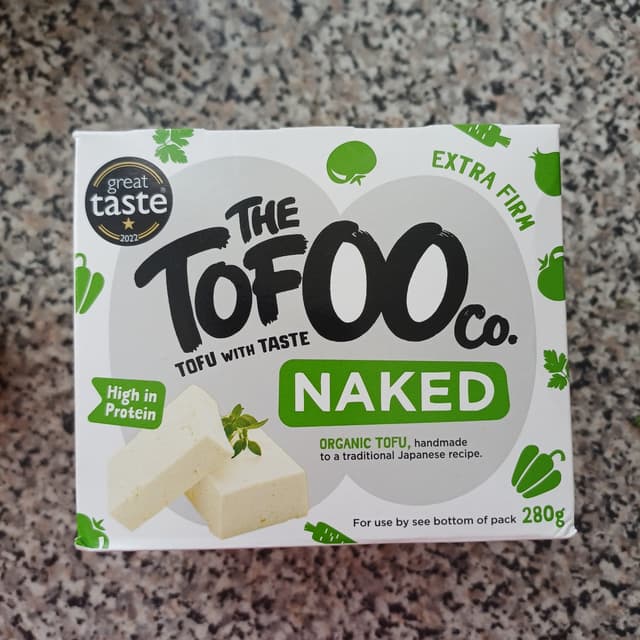 great
taste
2022
EXTRA FIRM
THE
TOFOO
Co.
TOFU WITH TASTE
NAKED
High in
Protein
ORGANIC TOFU, handmade
to a traditional Japanese recipe.
For use by see bottom of pack 280g